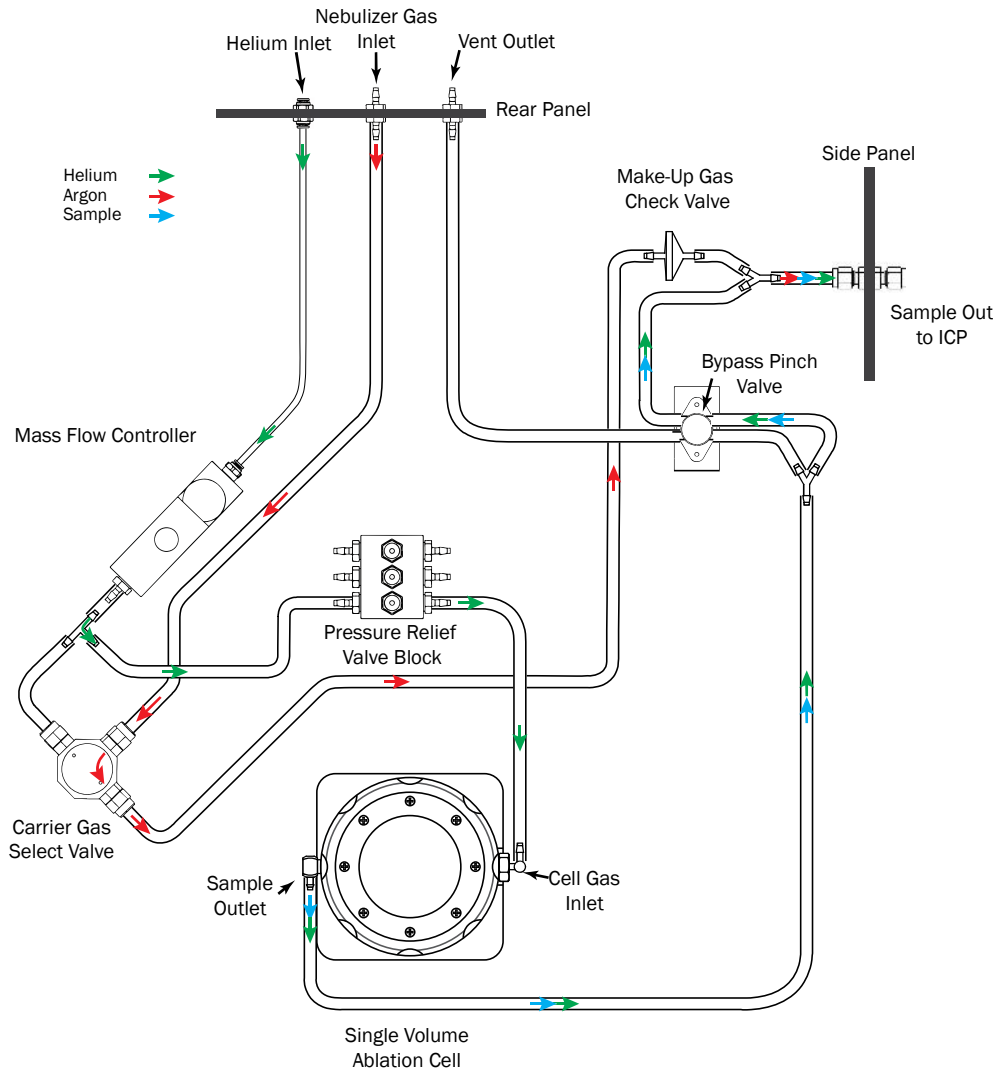 Nebulizer Gas
Inlet
Helium Inlet
Vent Outlet
Rear Panel
Side Panel
Helium
Argon
Sample
Make-Up Gas
Check Valve
Sample Out
to ICP
Bypass Pinch
Valve
Mass Flow Controller
Pressure Relief
Valve Block
Carrier Gas
Select Valve
Sample
Outlet
Cell Gas
Inlet
Single Volume
Ablation Cell